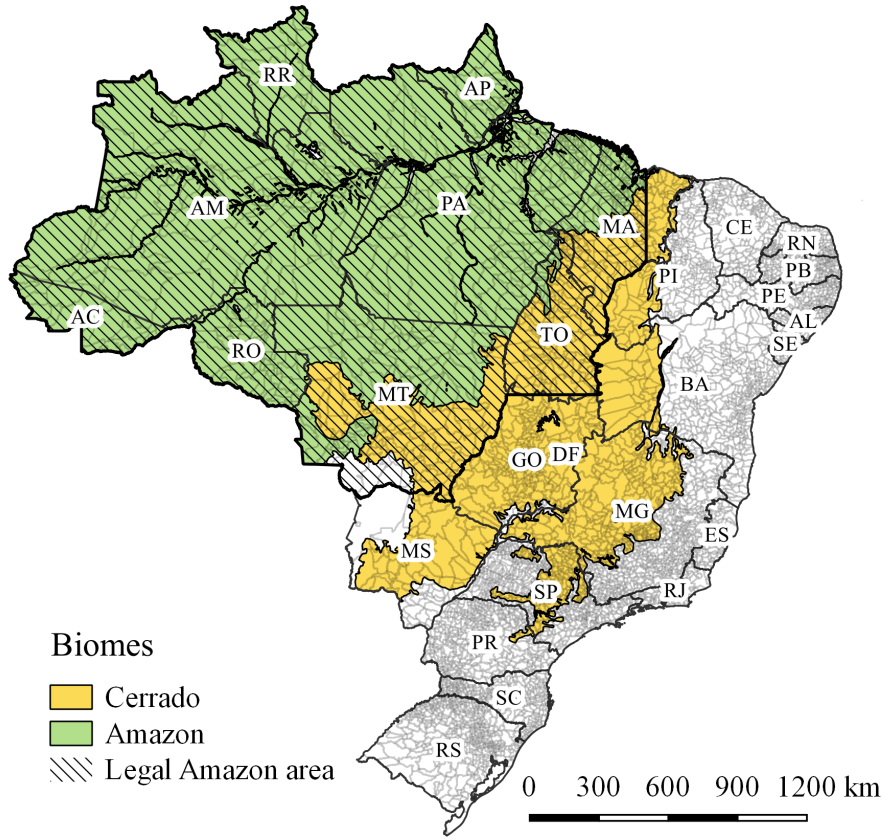 RR
AP
AM
PA
MA
CE
RN
PB
PI
PE
AC
AL
RO
TO
SE
MT
BA
GO DF
MG
ES
MS
SP
RJ
PR
SC
RS
Biomes
Cerrado
Amazon
Legal Amazon area
0 300 600 900 1200 km